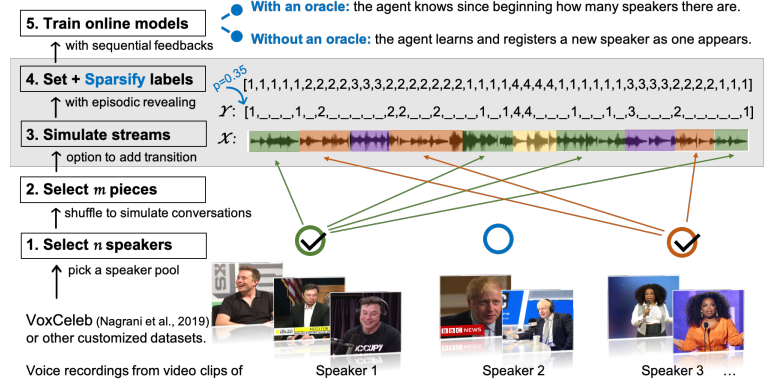 5. Train online models
With an oracle: the agent knows since beginning how many speakers there are.
Without an oracle: the agent learns and registers a new speaker as one appears.
with sequential feedbacks
4. Set + Sparsify labels
p=0.35
[1,1,1,1,1,2,2,2,2,3,3,3,2,2,2,2,2,2,2,1,1,1,1,4,4,4,4,1,1,1,1,1,1,3,3,3,3,2,2,2,2,1,1,1]
with episodic revealing
𝒴: [1,_,_,_,1,_,2,_,_,_,_,_,_,2,2,_,_,2,_,_,_,1,_,1,4,4,_,_,_,_,1,_,_,1,_,_,3,_,_,_,2,_,_,_,_,_,1]
3. Simulate streams
𝒳:
option to add transition
2. Select m pieces
shuffle to simulate conversations
1. Select n speakers
pick a speaker pool
VoxCeleb (Nagrani et al., 2019)
or other customized datasets.
BBC NEWS
Voice recordings from video clips of
Speaker 1
Speaker 2
Speaker 3
...